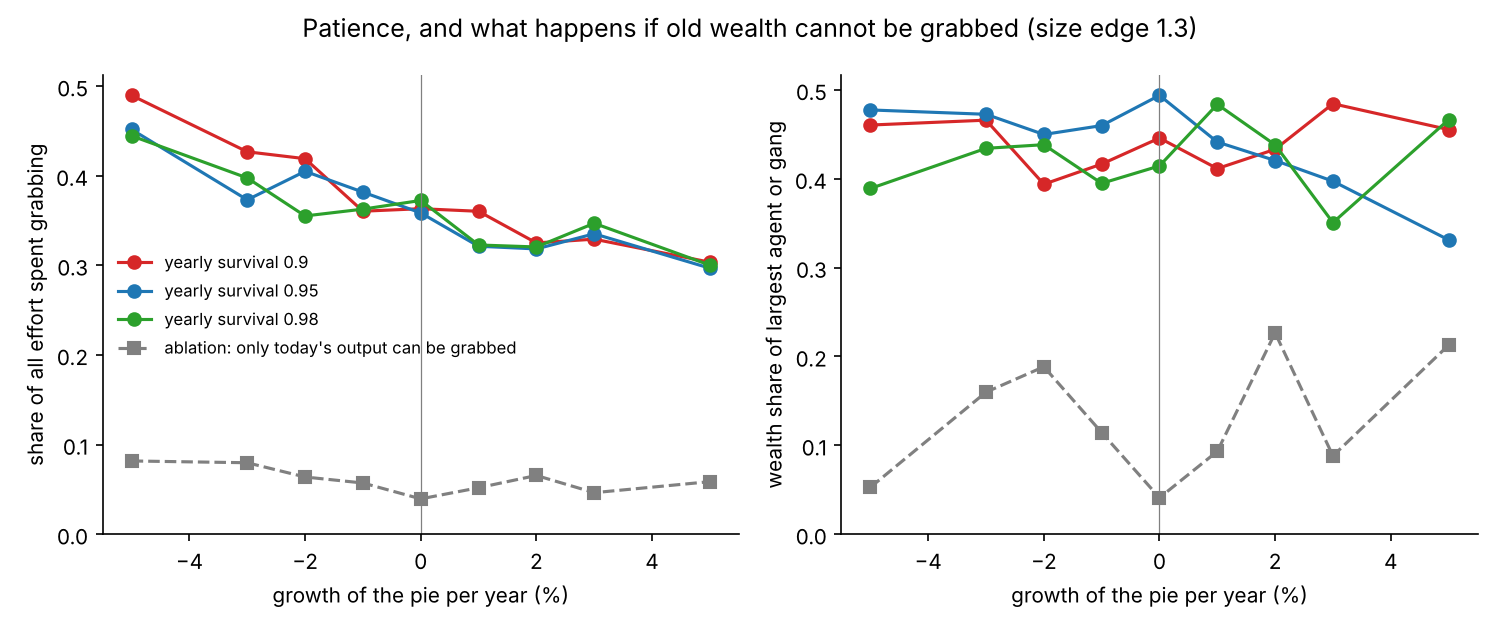 Patience, and what happens if old wealth cannot be grabbed (size edge 1.3)
share of all effort spent grabbing
0.5
0.4
0.3
0.2
0.1
0.0
yearly survival 0.9
yearly survival 0.95
yearly survival 0.98
ablation: only today's output can be grabbed
−4
−2
0
2
4
growth of the pie per year (%)
wealth share of largest agent or gang
0.5
0.4
0.3
0.2
0.1
0.0
−4
−2
0
2
4
growth of the pie per year (%)